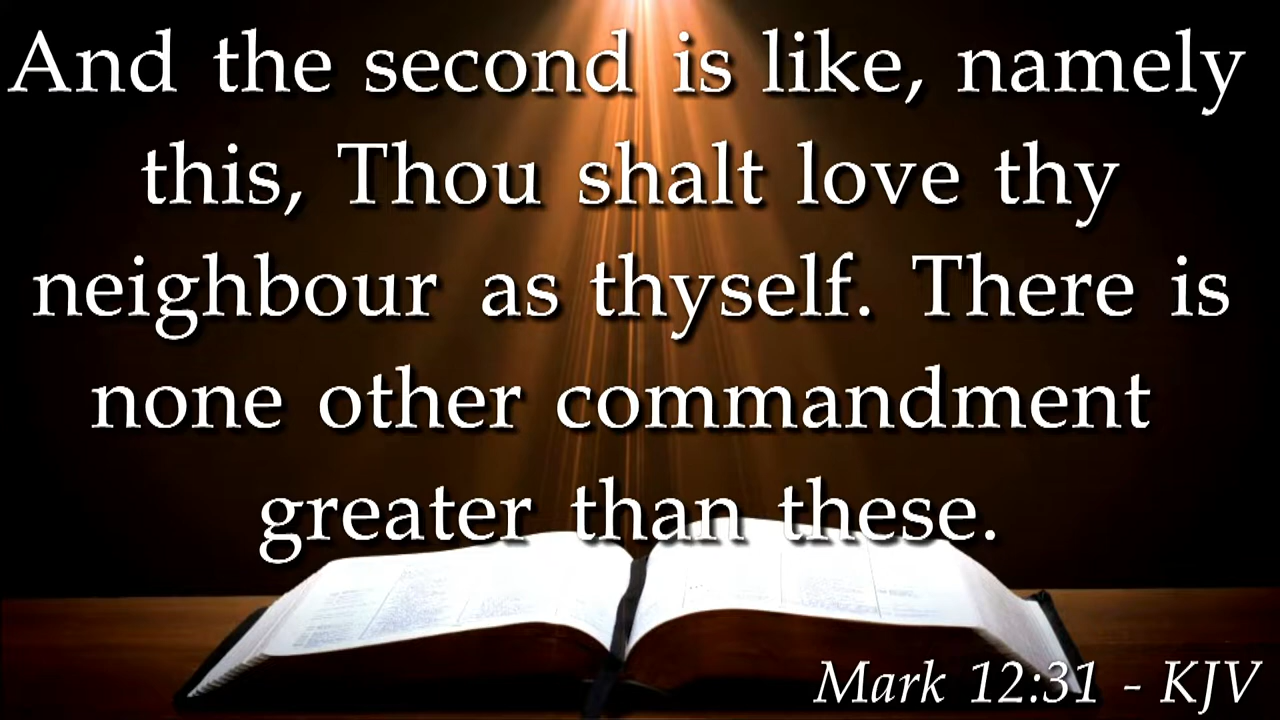 And the second is like, namely
this, Thou shalt love thy
neighbour as thyself. There is
none other commandment
greater than these.
Mark 12:31 - KJV